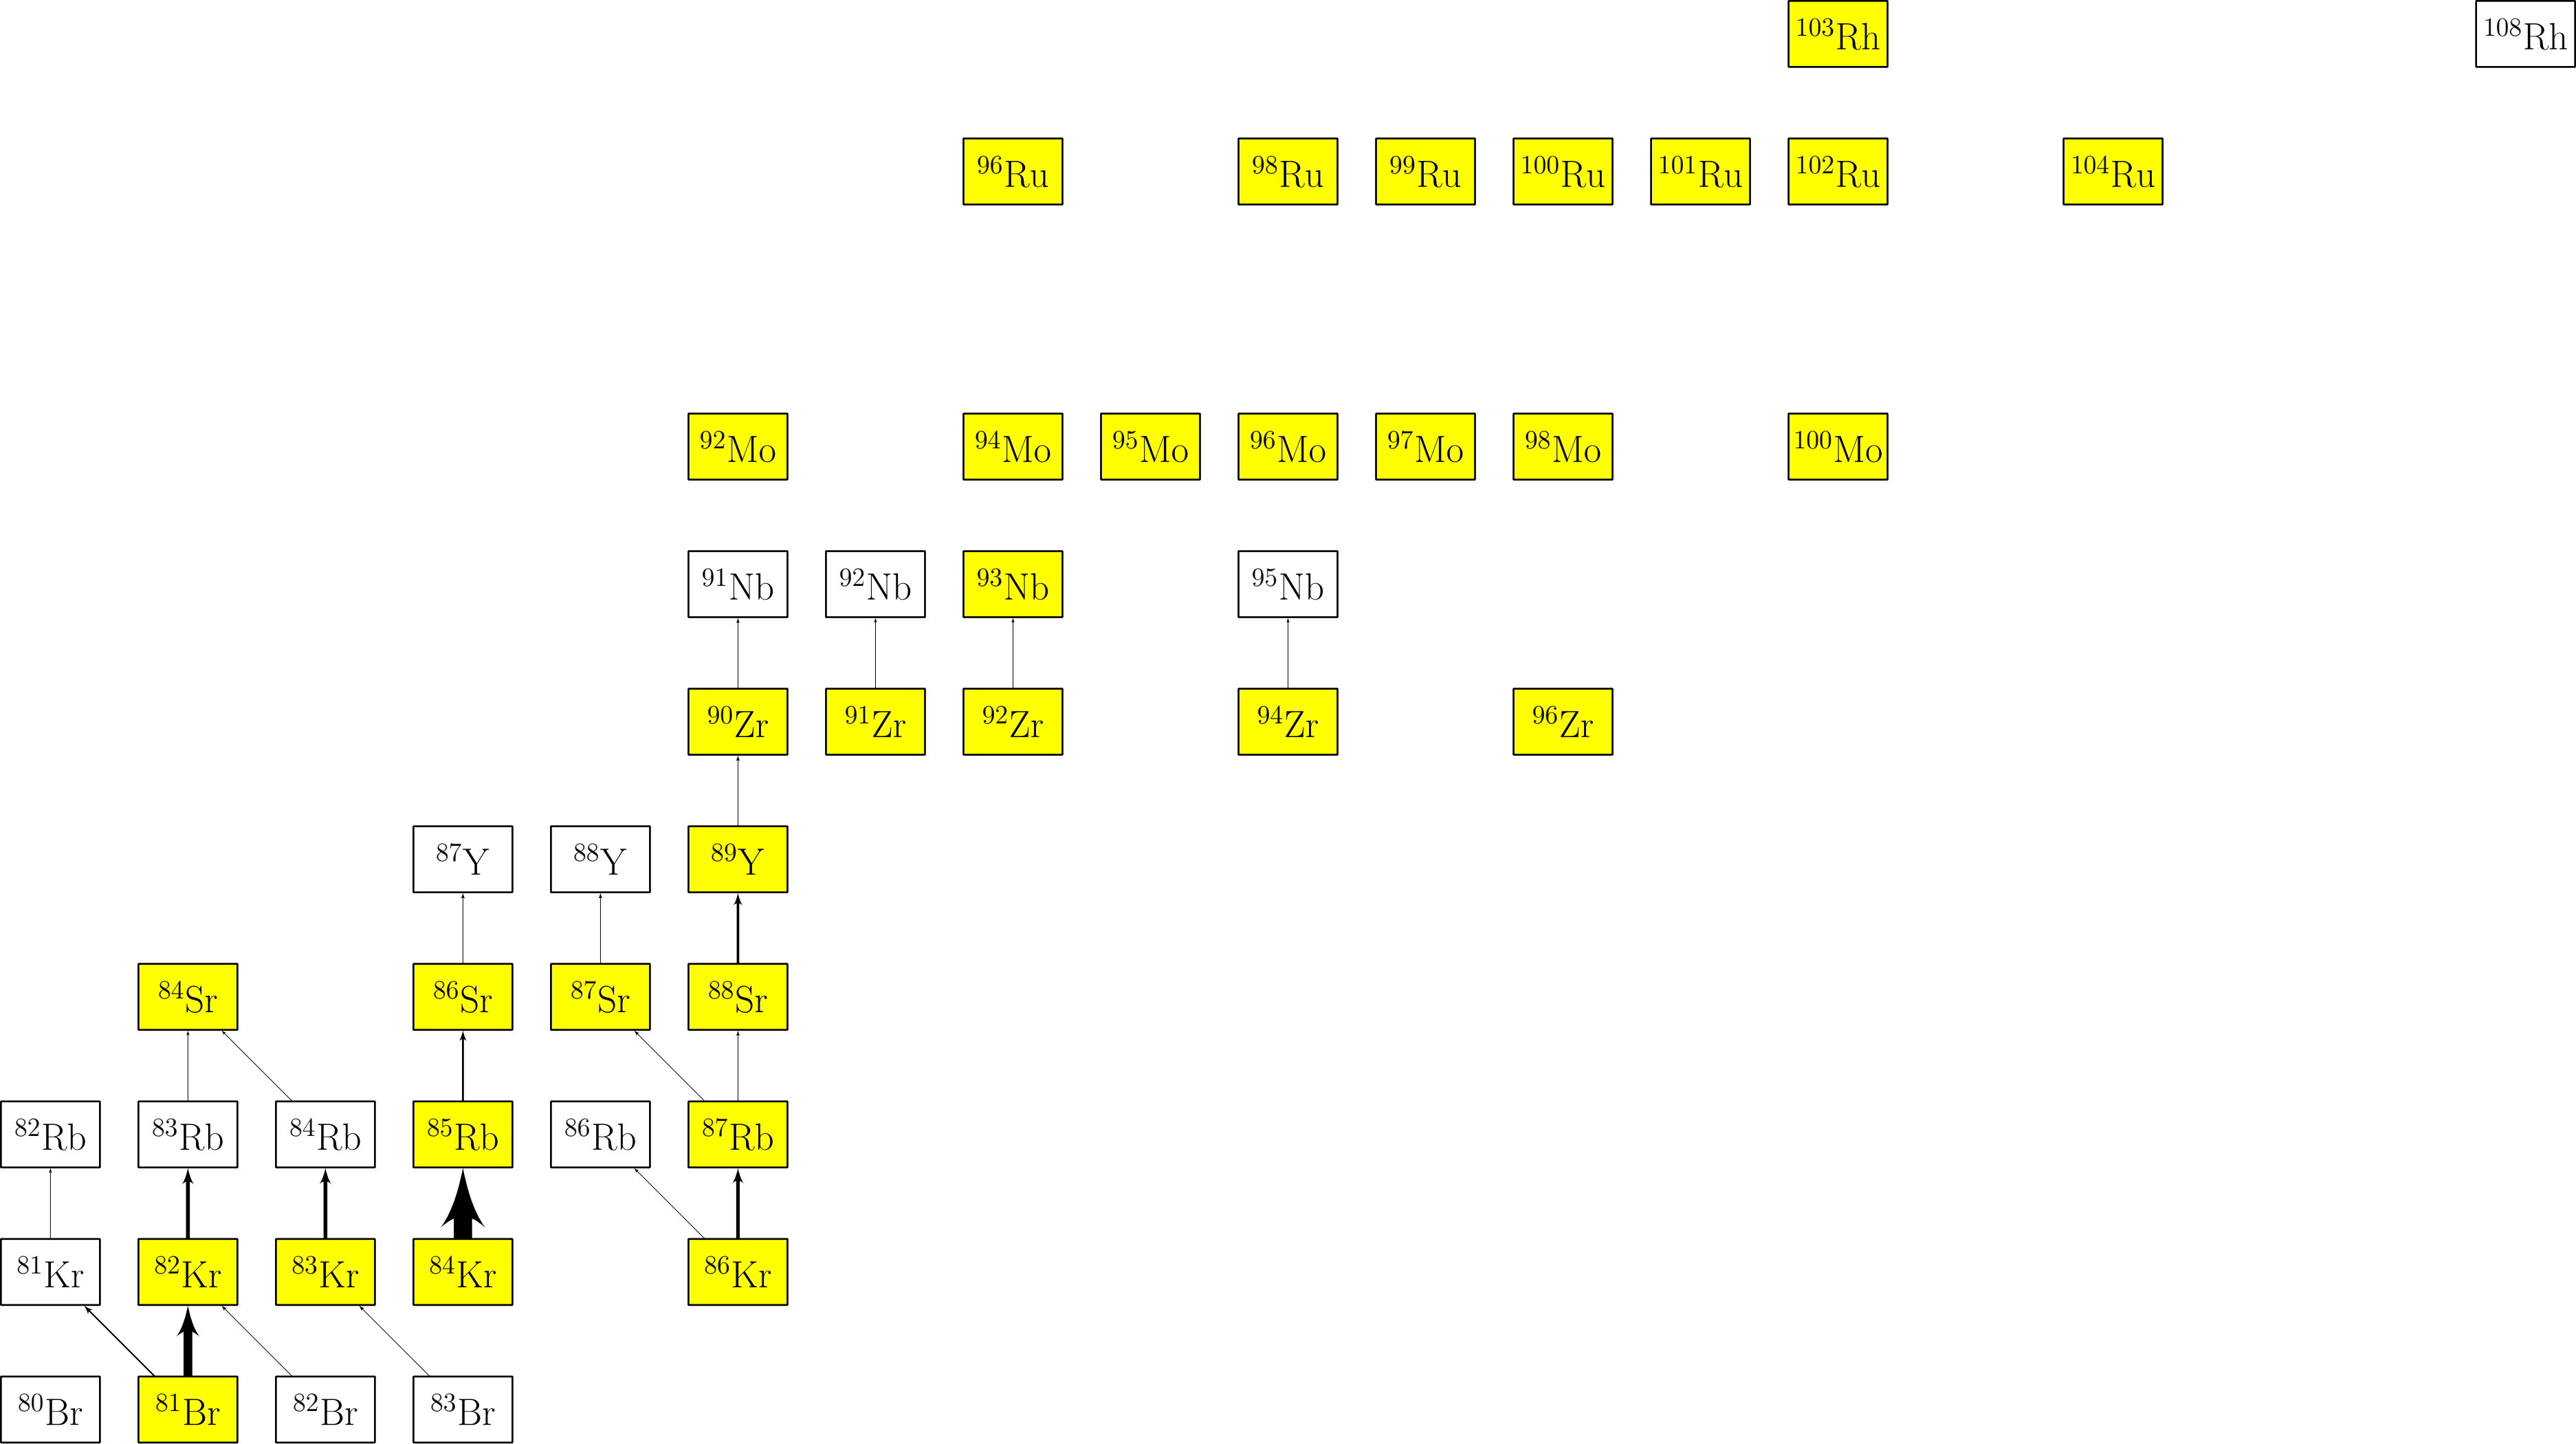 ¹⁰³Rh ¹⁰⁸Rh
⁹⁶Ru ⁹⁸Ru ⁹⁹Ru ¹⁰⁰Ru ¹⁰¹Ru ¹⁰²Ru ¹⁰⁴Ru
⁹²Mo ⁹⁴Mo ⁹⁵Mo ⁹⁶Mo ⁹⁷Mo ⁹⁸Mo ¹⁰⁰Mo
⁹¹Nb ⁹²Nb ⁹³Nb ⁹⁵Nb
⁹⁰Zr ⁹¹Zr ⁹²Zr ⁹⁴Zr ⁹⁶Zr
⁸⁷Y ⁸⁸Y ⁸⁹Y
⁸⁴Sr ⁸⁶Sr ⁸⁷Sr ⁸⁸Sr
⁸²Rb ⁸³Rb ⁸⁴Rb ⁸⁵Rb ⁸⁶Rb ⁸⁷Rb
⁸¹Kr ⁸²Kr ⁸³Kr ⁸⁴Kr ⁸⁶Kr
⁸⁰Br ⁸¹Br ⁸²Br ⁸³Br